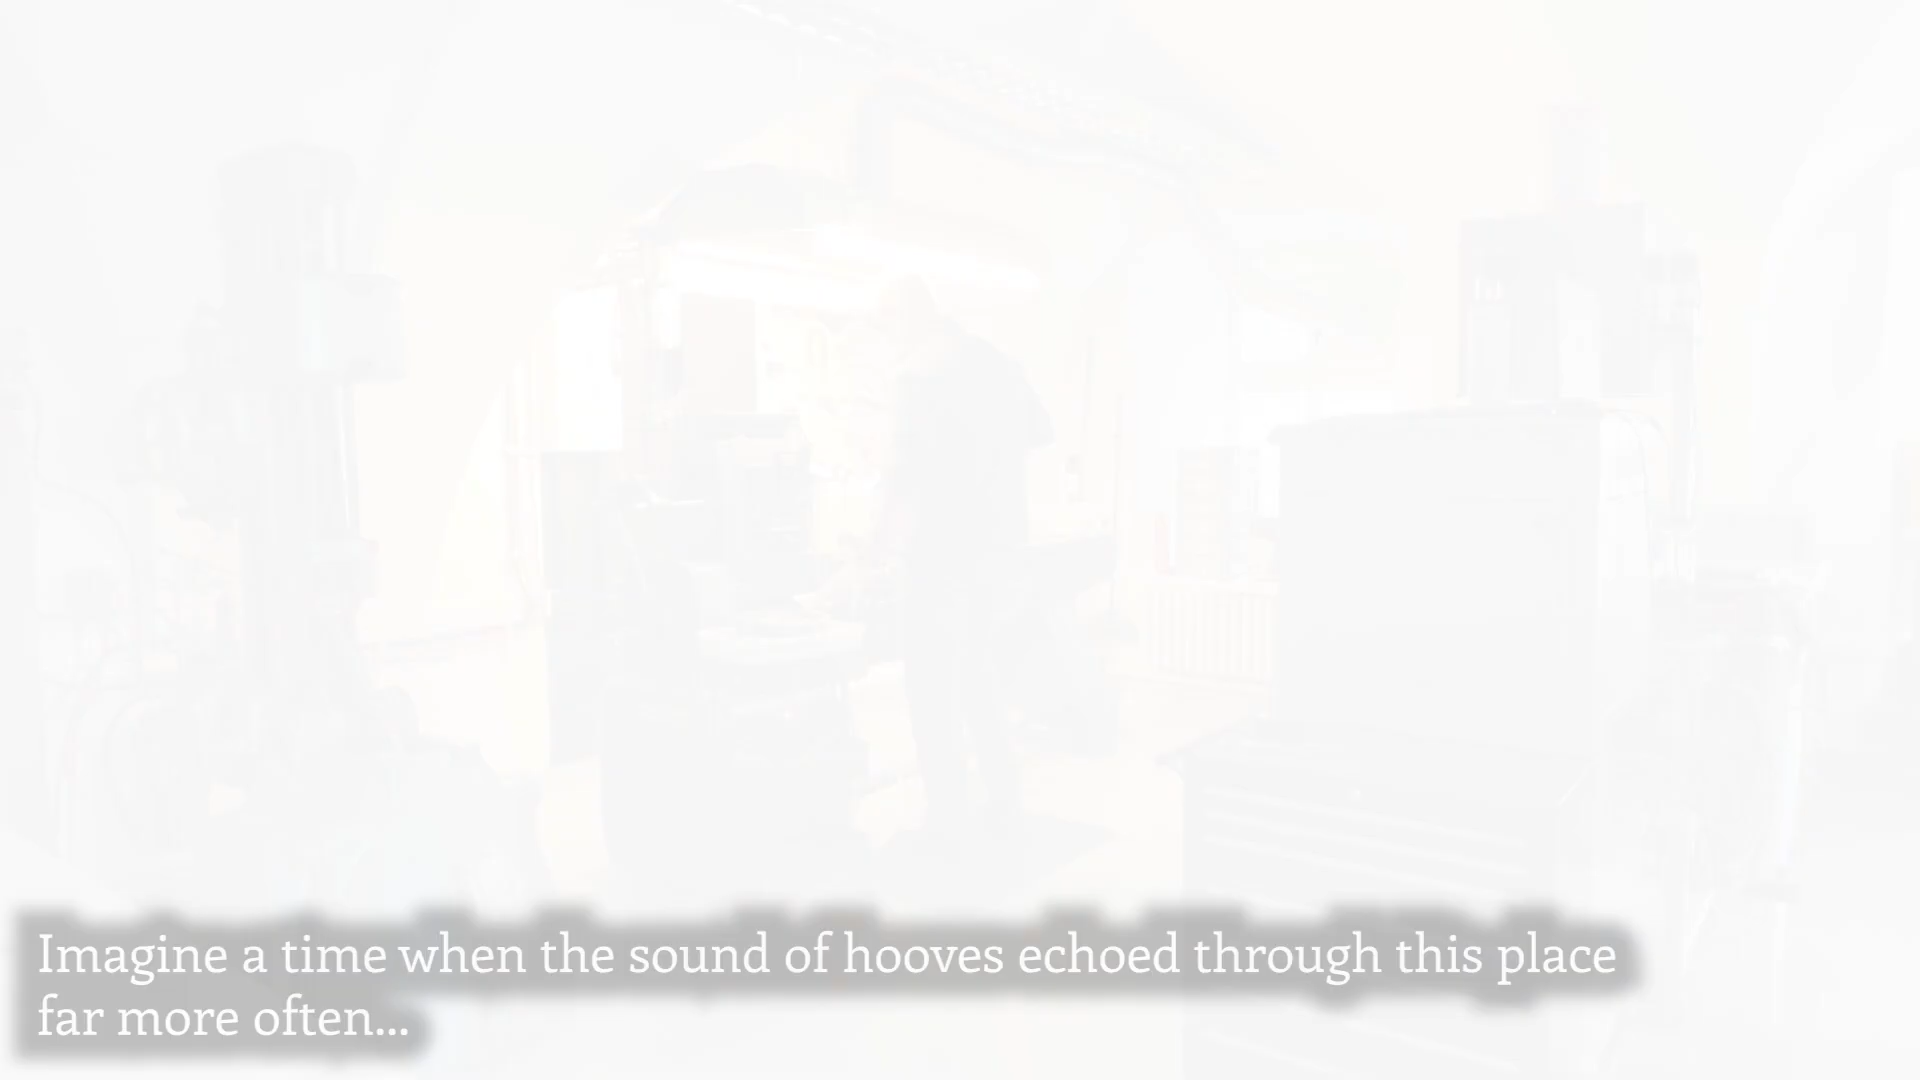 Imagine a time when the sound of hooves echoed through this place
far more often...